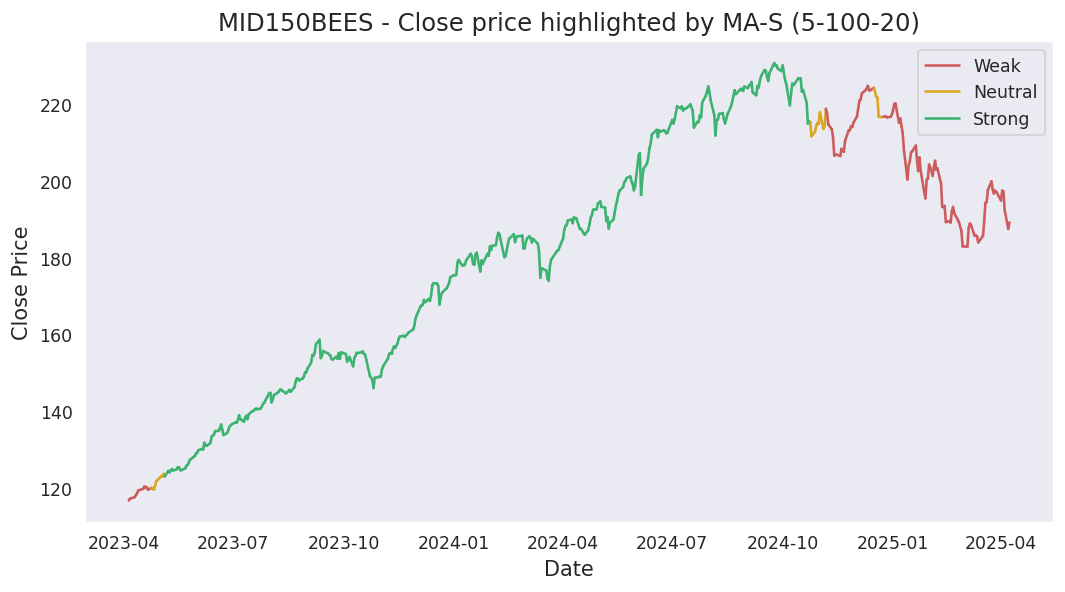 MID150BEES - Close price highlighted by MA-S (5-100-20)
Weak
Neutral
Strong
Close Price
220
200
180
160
140
120
2023-04 2023-07 2023-10 2024-01 2024-04 2024-07 2024-10 2025-01 2025-04
Date